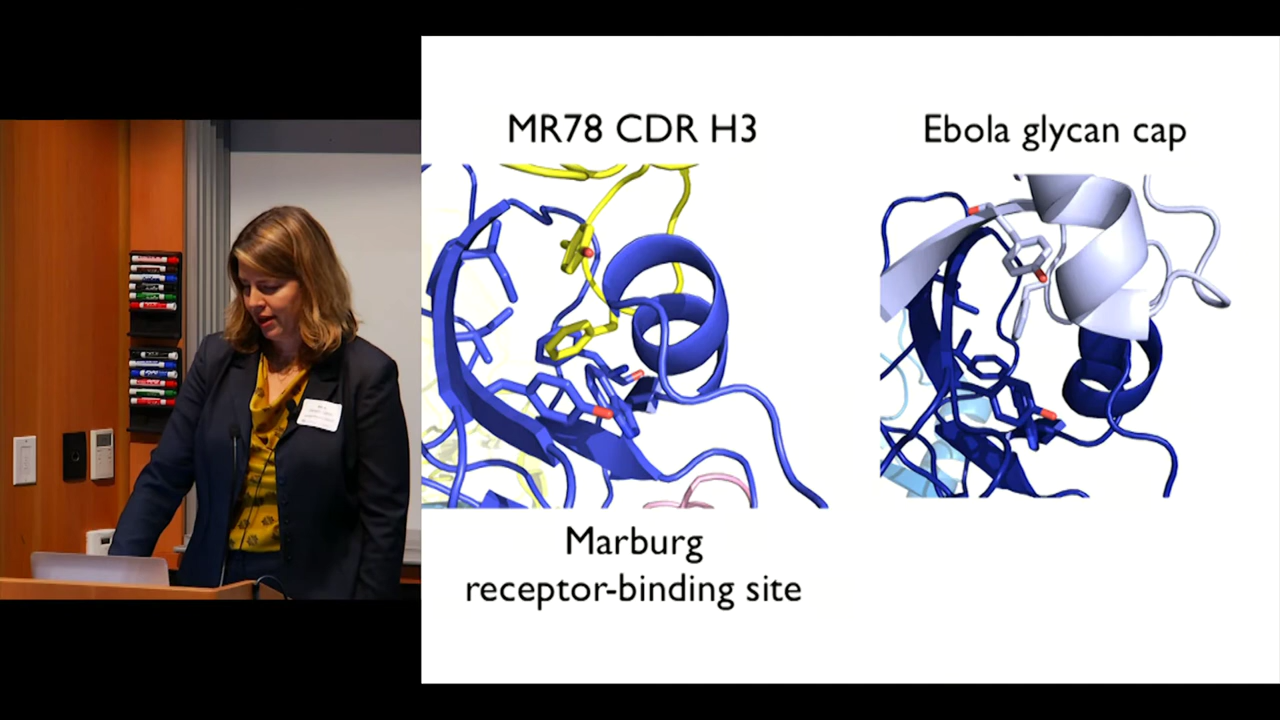 MR78 CDR H3
Ebola glycan cap
Marburg
receptor-binding site